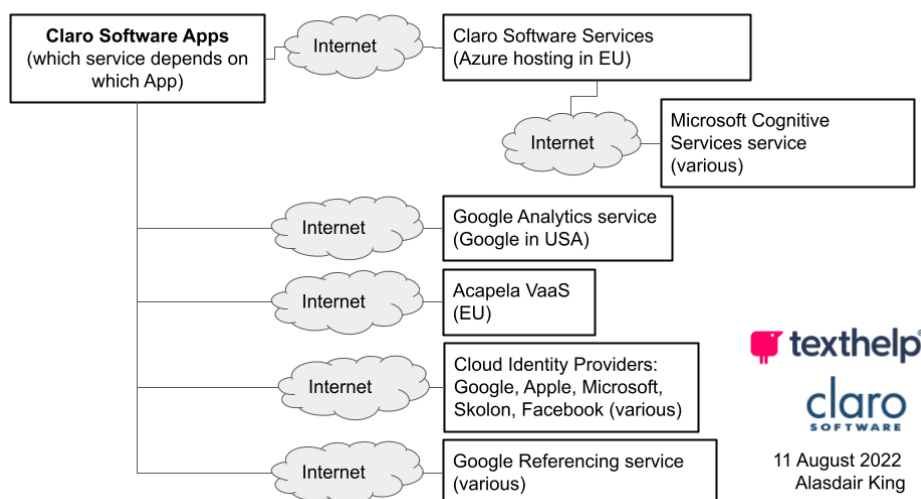 Claro Software Apps
(which service depends on
which App)
Internet
Claro Software Services
(Azure hosting in EU)
Internet
Microsoft Cognitive
Services service
(various)
Internet
Google Analytics service
(Google in USA)
Internet
Acapela VaaS
(EU)
Internet
Cloud Identity Providers:
Google, Apple, Microsoft,
Skolon, Facebook (various)
Internet
Google Referencing service
(various)
texthelp
claro
SOFTWARE
11 August 2022
Alasdair King